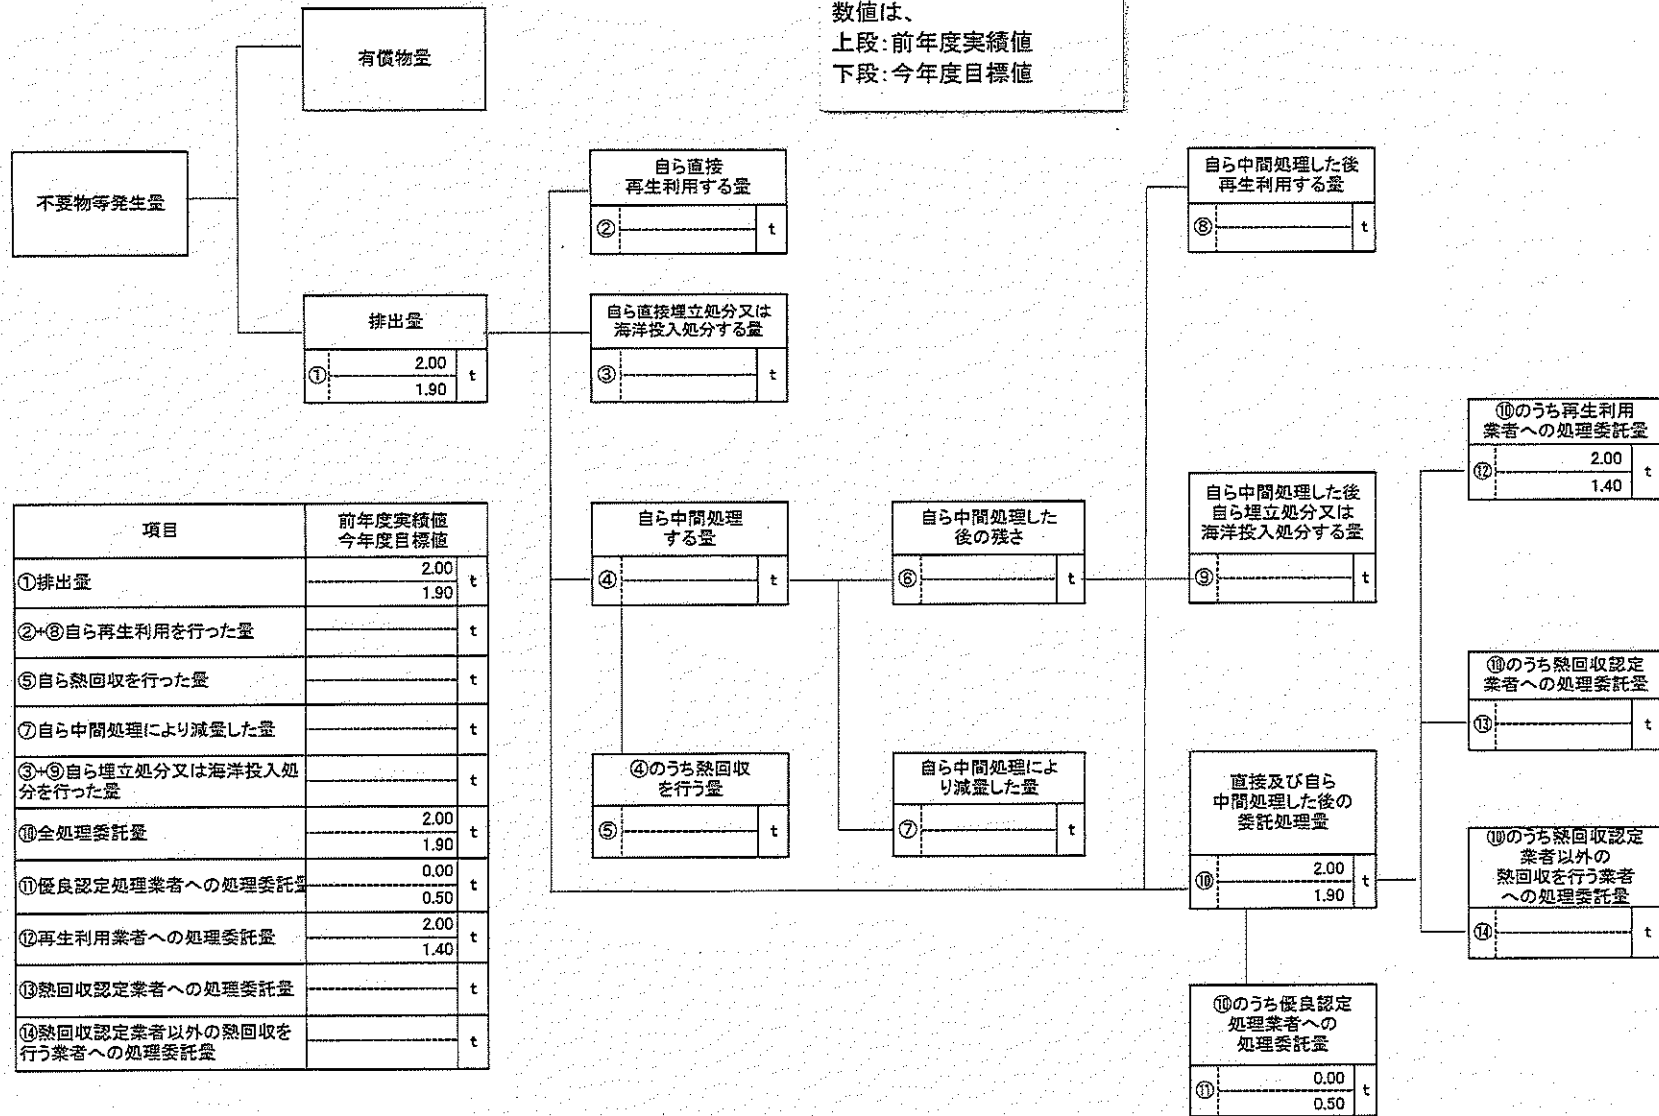 数値は、
上段:前年度実績値
下段:今年度目標値
有償物量
不要物等発生量
排出量
①
2.00
1.90
t
自ら直接
再生利用する量
②
t
自ら直接埋立処分又は
海洋投入処分する量
③
t
自ら中間処理
する量
④
t
④のうち熱回収
を行う量
⑤
t
自ら中間処理した
後の残さ
⑥
t
自ら中間処理によ
り減量した量
⑦
t
自ら中間処理した後
再生利用する量
⑧
t
自ら中間処理した後
自ら埋立処分又は
海洋投入処分する量
⑨
t
直接及び自ら
中間処理した後の
委託処理量
⑩
2.00
1.90
t
⑩のうち優良認定
処理業者への
処理委託量
⑪
0.00
0.50
t
⑩のうち再生利用
業者への処理委託量
⑫
2.00
1.40
t
⑩のうち熱回収認定
業者への処理委託量
⑬
t
⑩のうち熱回収認定
業者以外の
熱回収を行う業者
への処理委託量
⑭
t
項目
前年度実績値
今年度目標値
①排出量
2.00
1.90
t
②+⑧自ら再生利用を行った量
t
⑤自ら熱回収を行った量
t
⑦自ら中間処理により減量した量
t
③+⑨自ら埋立処分又は海洋投入処
分を行った量
t
⑩全処理委託量
2.00
1.90
t
⑪優良認定処理業者への処理委託量
0.00
0.50
t
⑫再生利用業者への処理委託量
2.00
1.40
t
⑬熱回収認定業者への処理委託量
t
⑭熱回収認定業者以外の熱回収を
行う業者への処理委託量
t